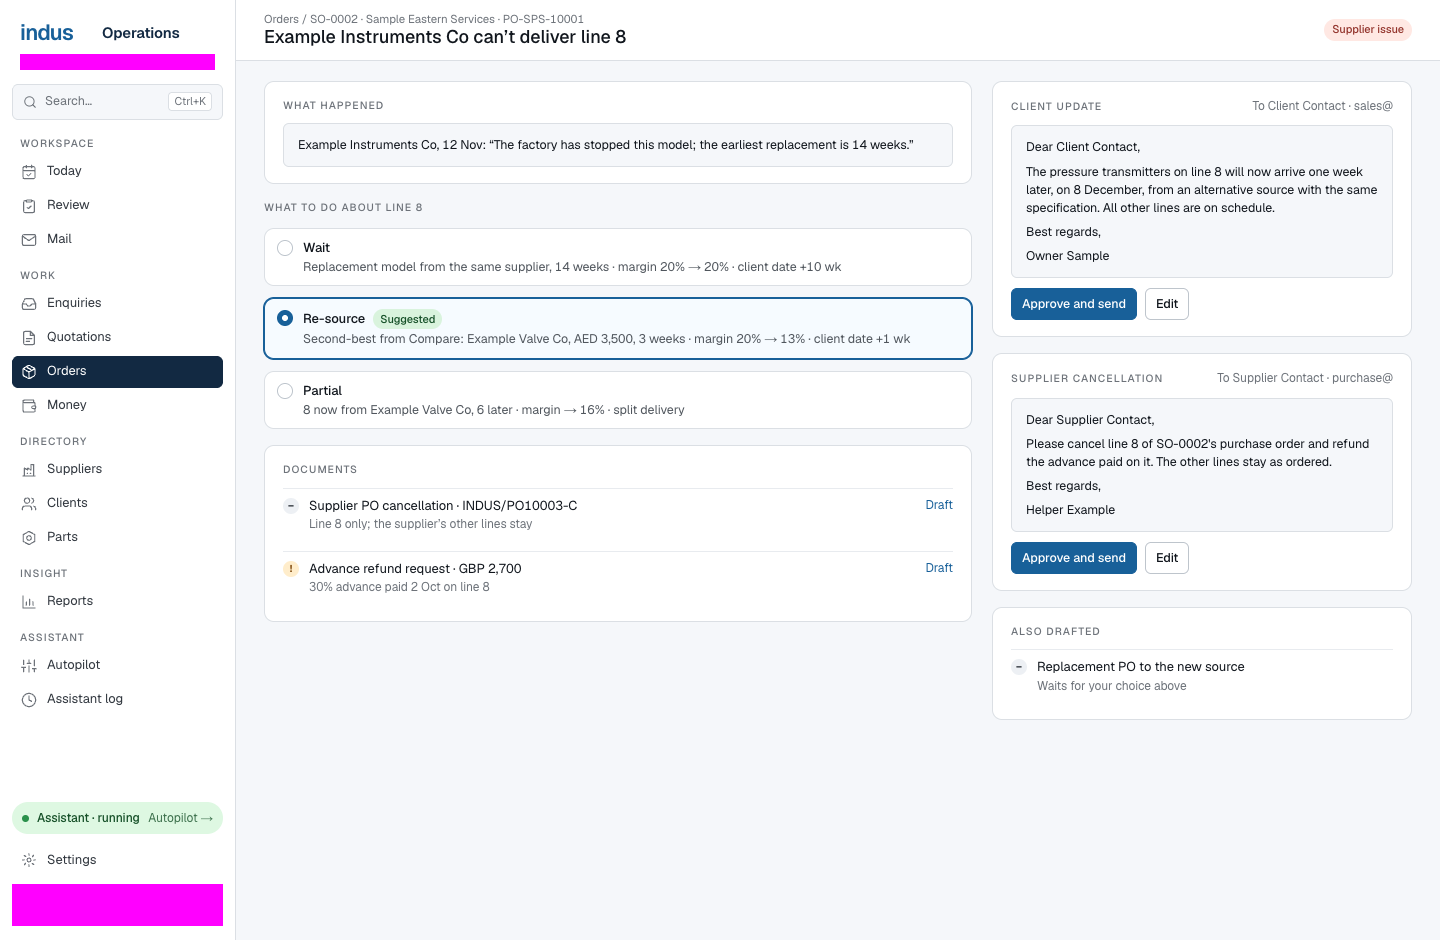 indus Operations
Search... Ctrl+K
WORKSPACE
Today
Review
Mail
WORK
Enquiries
Quotations
Orders
Money
DIRECTORY
Suppliers
Clients
Parts
INSIGHT
Reports
ASSISTANT
Autopilot
Assistant log
Assistant · running Autopilot →
Settings
Orders / SO-0002 · Sample Eastern Services · PO-SPS-10001
Example Instruments Co can’t deliver line 8
Supplier issue
WHAT HAPPENED
Example Instruments Co, 12 Nov: “The factory has stopped this model; the earliest replacement is 14 weeks.”
WHAT TO DO ABOUT LINE 8
Wait
Replacement model from the same supplier, 14 weeks · margin 20% → 20% · client date +10 wk
Re-source Suggested
Second-best from Compare: Example Valve Co, AED 3,500, 3 weeks · margin 20% → 13% · client date +1 wk
Partial
8 now from Example Valve Co, 6 later · margin → 16% · split delivery
DOCUMENTS
Supplier PO cancellation · INDUS/PO10003-C Draft
Line 8 only; the supplier’s other lines stay
! Advance refund request · GBP 2,700 Draft
30% advance paid 2 Oct on line 8
CLIENT UPDATE To Client Contact · sales@
Dear Client Contact,
The pressure transmitters on line 8 will now arrive one week
later, on 8 December, from an alternative source with the same
specification. All other lines are on schedule.
Best regards,
Owner Sample
Approve and send Edit
SUPPLIER CANCELLATION To Supplier Contact · purchase@
Dear Supplier Contact,
Please cancel line 8 of SO-0002's purchase order and refund
the advance paid on it. The other lines stay as ordered.
Best regards,
Helper Example
Approve and send Edit
ALSO DRAFTED
Replacement PO to the new source
Waits for your choice above